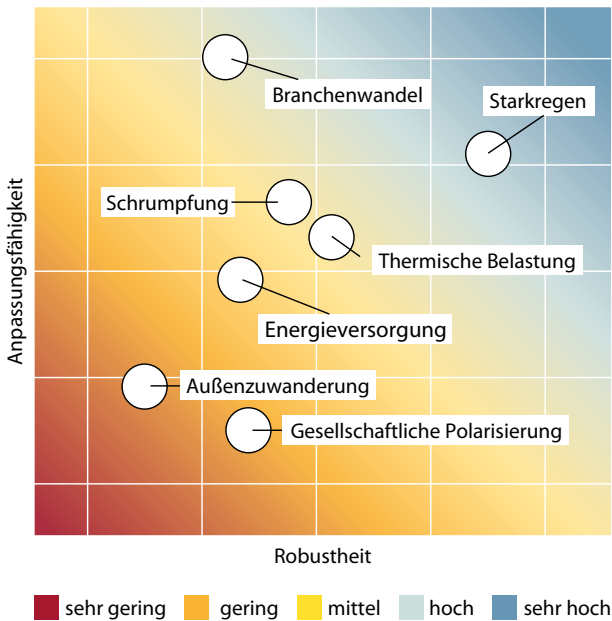 Branchenwandel
Starkregen
Schrumpfung
Thermische Belastung
Energieversorgung
Außenzuwanderung
Gesellschaftliche Polarisierung
Anpassungsfähigkeit
Robustheit
sehr gering
gering
mittel
hoch
sehr hoch